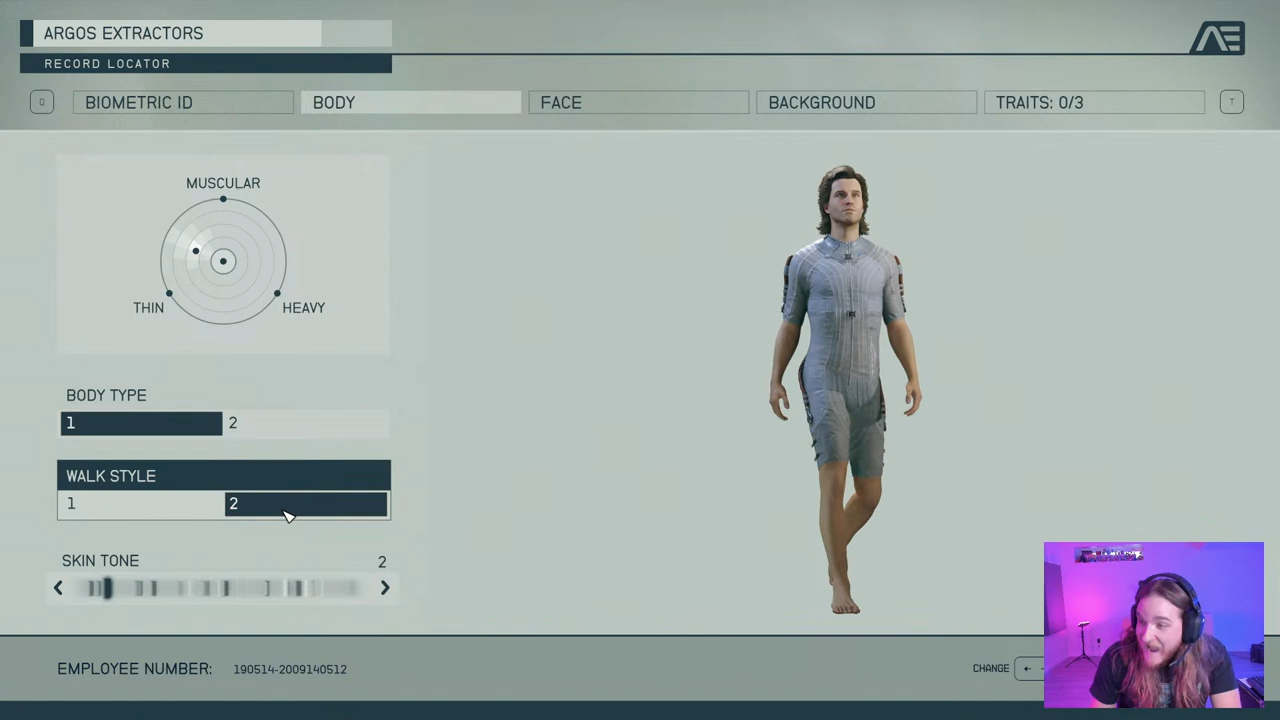 ARGOS EXTRACTORS
AE
RECORD LOCATOR
Q
BIOMETRIC ID
BODY
FACE
BACKGROUND
TRAITS: 0/3
T
MUSCULAR
THIN
HEAVY
BODY TYPE
1
2
WALK STYLE
1
2
SKIN TONE
2
EMPLOYEE NUMBER:
190514-2009140512
CHANGE